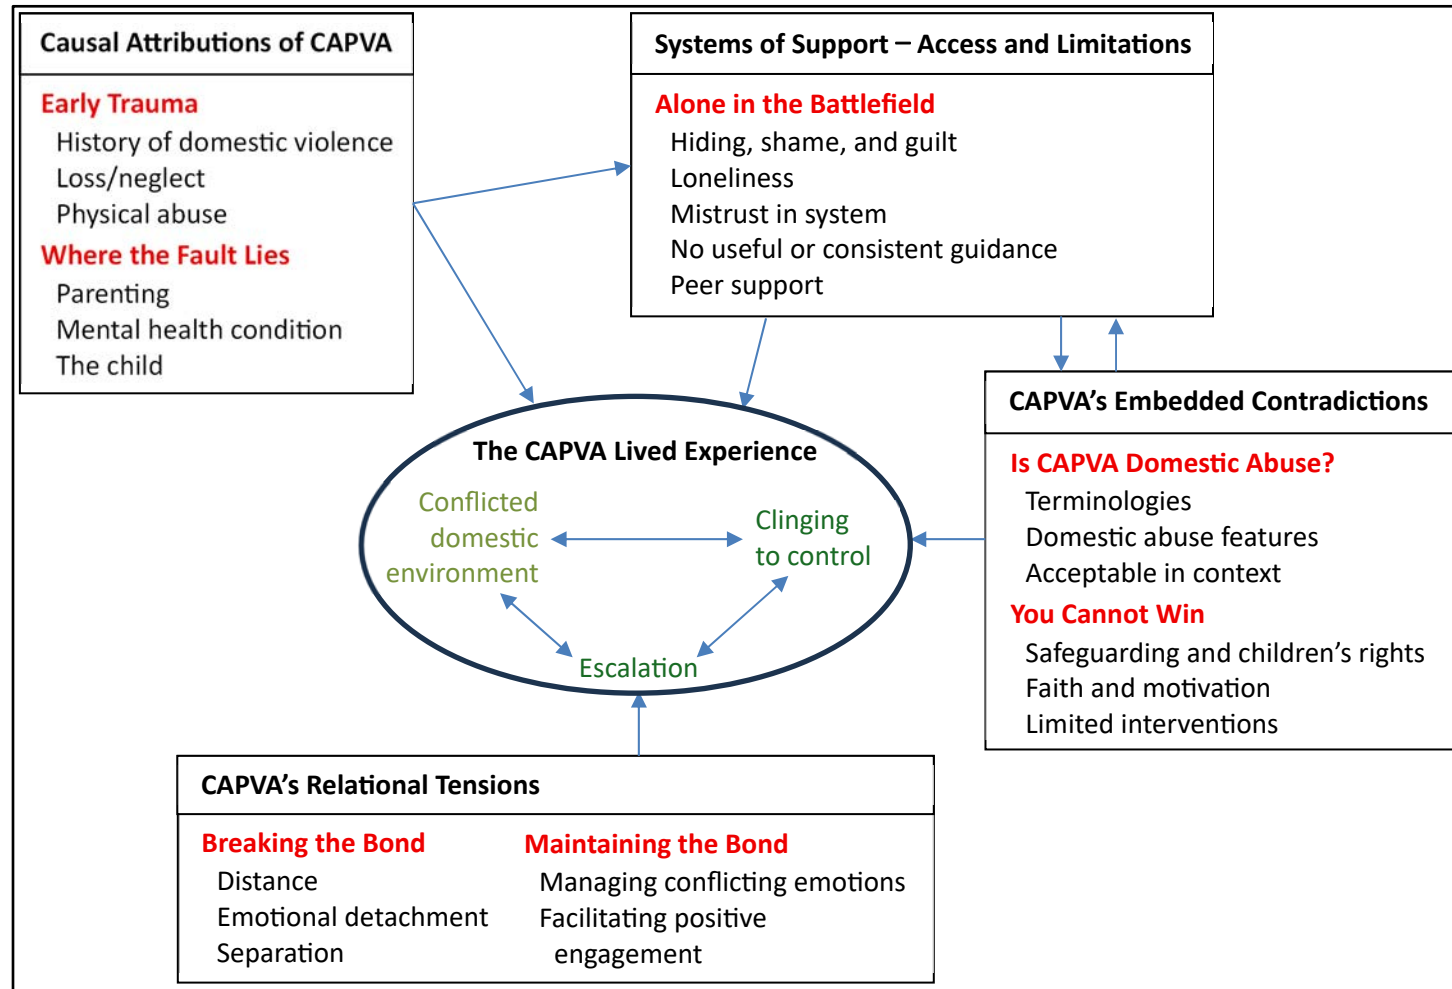 Causal Attributions of CAPVA
Early Trauma
History of domestic violence
Loss/neglect
Physical abuse
Where the Fault Lies
Parenting
Mental health condition
The child
Systems of Support – Access and Limitations
Alone in the Battlefield
Hiding, shame, and guilt
Loneliness
Mistrust in system
No useful or consistent guidance
Peer support
CAPVA’s Embedded Contradictions
Is CAPVA Domestic Abuse?
Terminologies
Domestic abuse features
Acceptable in context
You Cannot Win
Safeguarding and children’s rights
Faith and motivation
Limited interventions
The CAPVA Lived Experience
Conflicted
domestic
environment
Clinging
to control
Escalation
CAPVA’s Relational Tensions
Breaking the Bond
Distance
Emotional detachment
Separation
Maintaining the Bond
Managing conflicting emotions
Facilitating positive
engagement